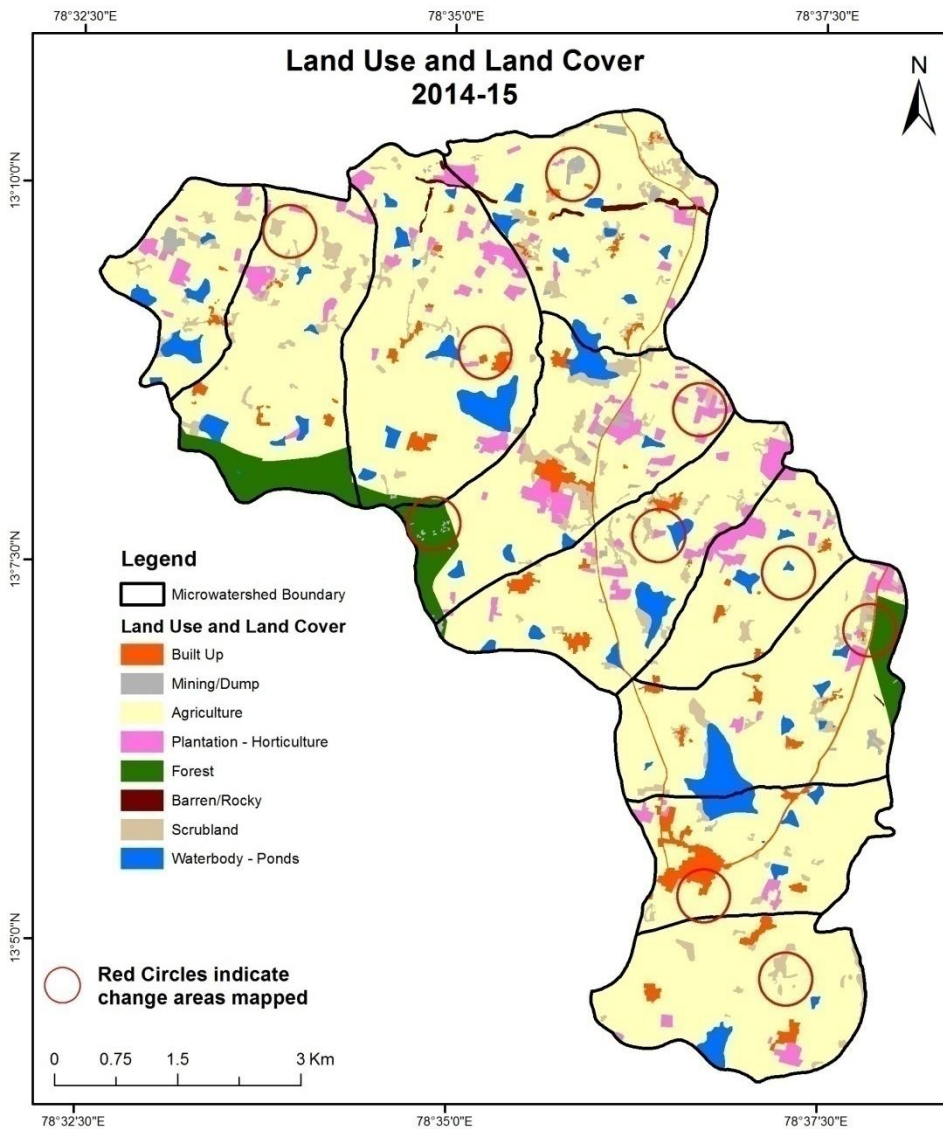 78°32'30"E
78°35'0"E
78°37'30"E
Land Use and Land Cover
2014-15
N
13°10'0"N
13°7'30"N
13°5'0"N
Legend
Microwatershed Boundary
Land Use and Land Cover
Built Up
Mining/Dump
Agriculture
Plantation - Horticulture
Forest
Barren/Rocky
Scrubland
Waterbody - Ponds
Red Circles indicate
change areas mapped
0 0.75 1.5 3 Km
78°32'30"E
78°35'0"E
78°37'30"E